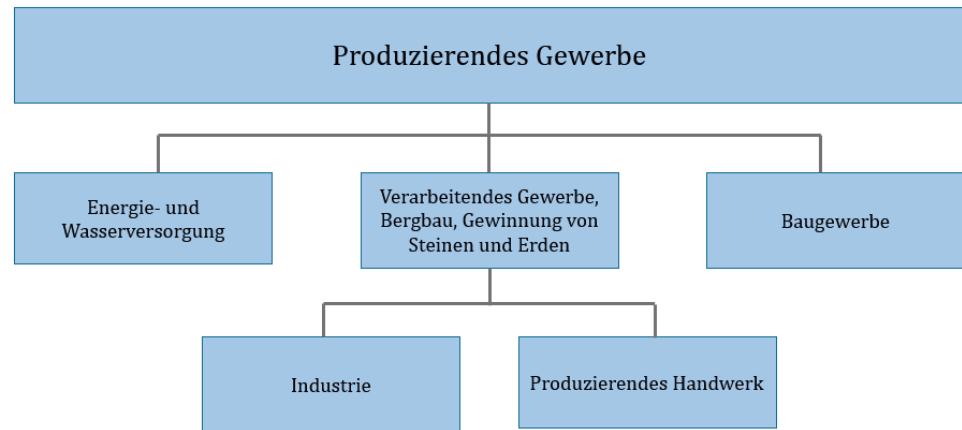 Produzierendes Gewerbe
Energie- und
Wasserversorgung
Verarbeitendes Gewerbe,
Bergbau, Gewinnung von
Steinen und Erden
Baugewerbe
Industrie
Produzierendes Handwerk